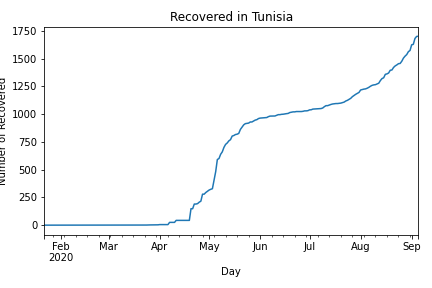 Recovered in Tunisia
Number of Recovered
1750
1500
1250
1000
750
500
250
0
Feb
2020
Mar
Apr
May
Jun
Jul
Aug
Sep
Day